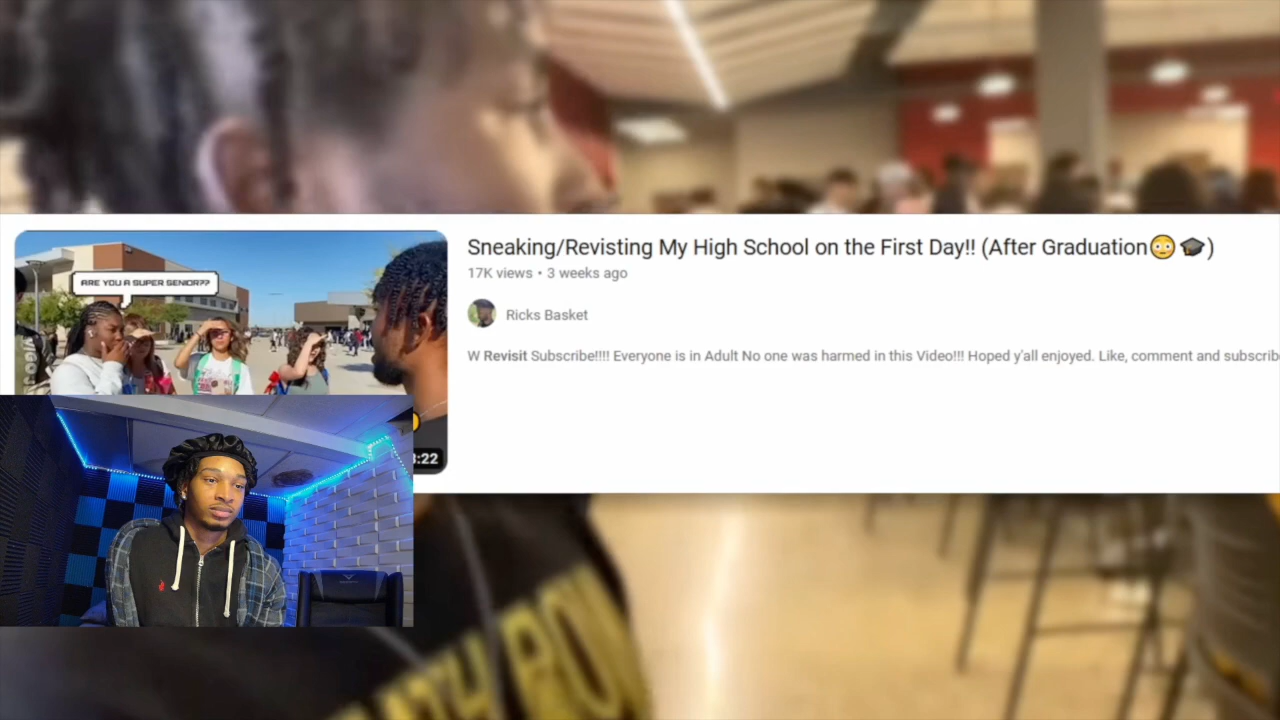 Sneaking/Revisting My High School on the First Day!! (After Graduation😳🎓)
17K views • 3 weeks ago
ARE YOU A SUPER SENIOR??
Ricks Basket
W Revisit Subscribe!!!! Everyone is in Adult No one was harmed in this Video!!! Hoped y'all enjoyed. Like, comment and subscrib
3:22